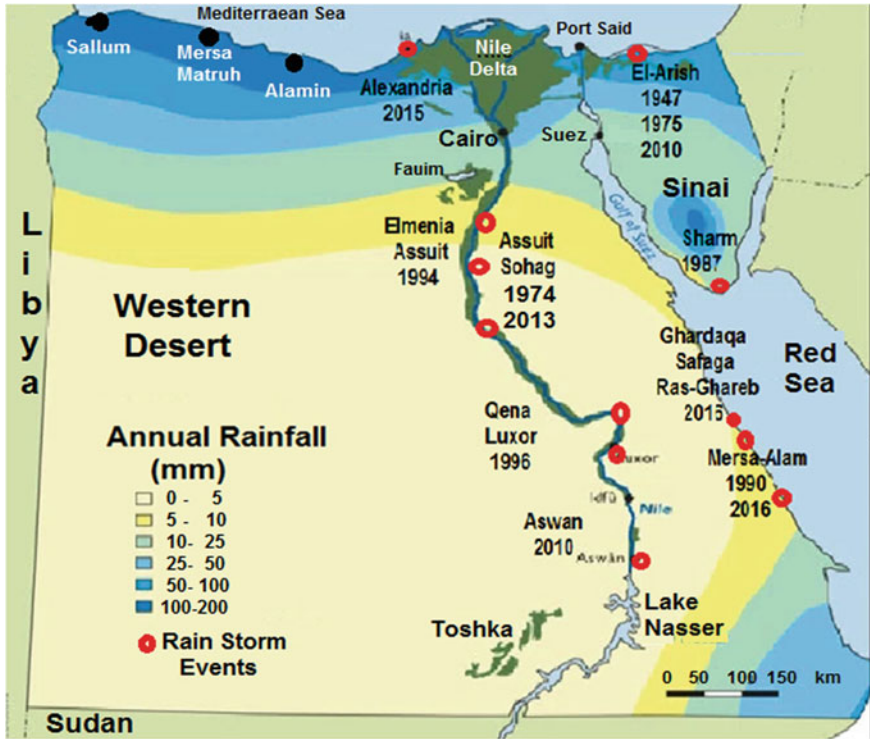 Mediterraean Sea
Sallum
Mersa
Matruh
Alamin
Alexandria
2015
Nile
Delta
Port Said
El-Arish
1947
1975
2010
Cairo
Suez
Fauim
Sinai
Gulf of Suez
Sharm
1987
Elmenia
Assuit
1994
Assuit
Sohag
1974
2013
Libya
Western
Desert
Ghardaqa
Safaga
Ras-Ghareb
2015
Red
Sea
Qena
Luxor
1996
Luxor
Mersa-Alam
1990
2016
Idfu
Nile
Aswan
2010
Aswân
Annual Rainfall
(mm)
0 - 5
5 - 10
10 - 25
25 - 50
50 - 100
100-200
Rain Storm
Events
Toshka
Lake
Nasser
0 50 100 150 km
Sudan